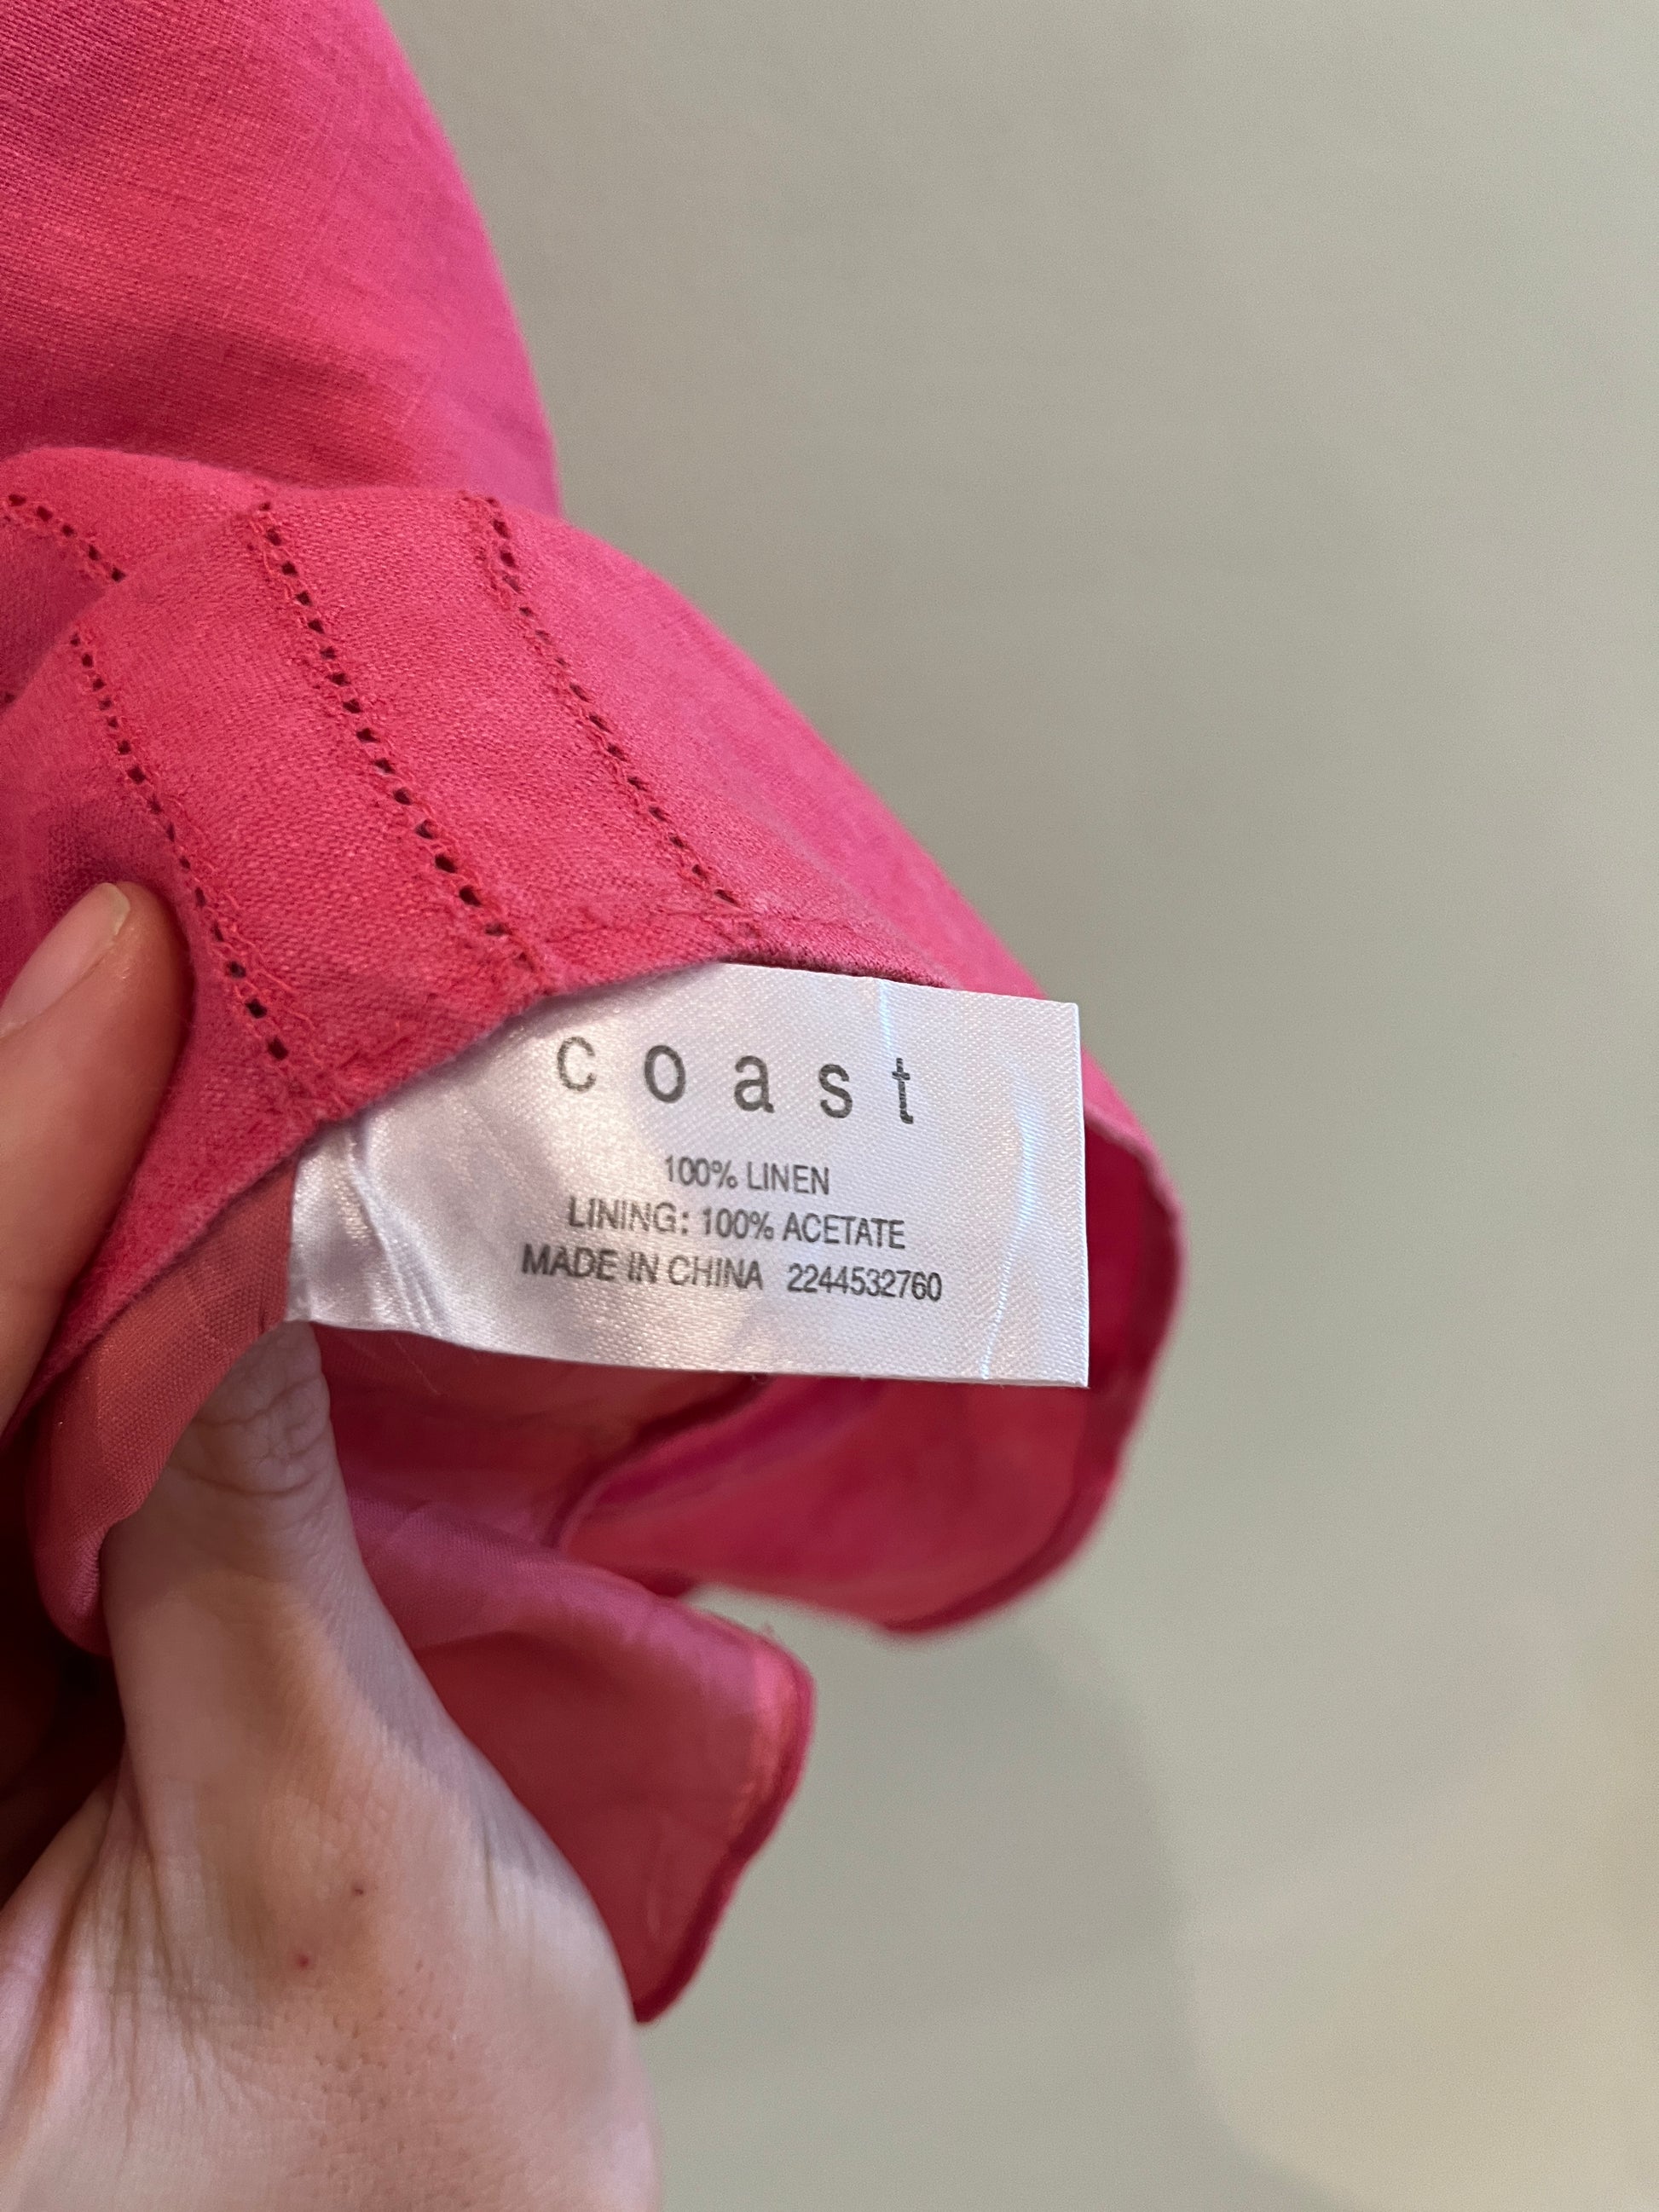 coast
100% LINEN
LINING: 100% ACETATE
MADE IN CHINA 2244532760